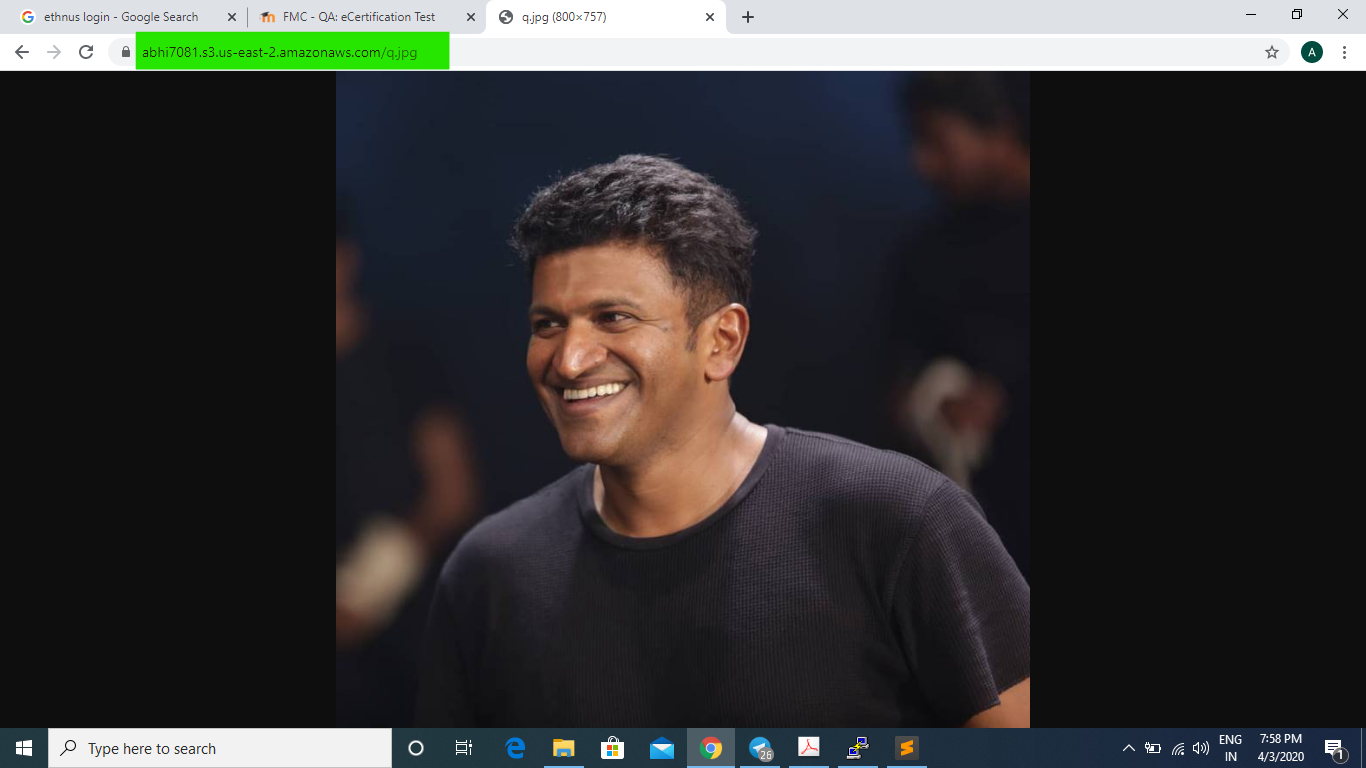 ethnus login - Google Search
FMC - QA: eCertification Test
q.jpg (800×757)
abhi7081.s3.us-east-2.amazonaws.com/q.jpg
A
Type here to search
26
ENG
IN
7:58 PM
4/3/2020
1